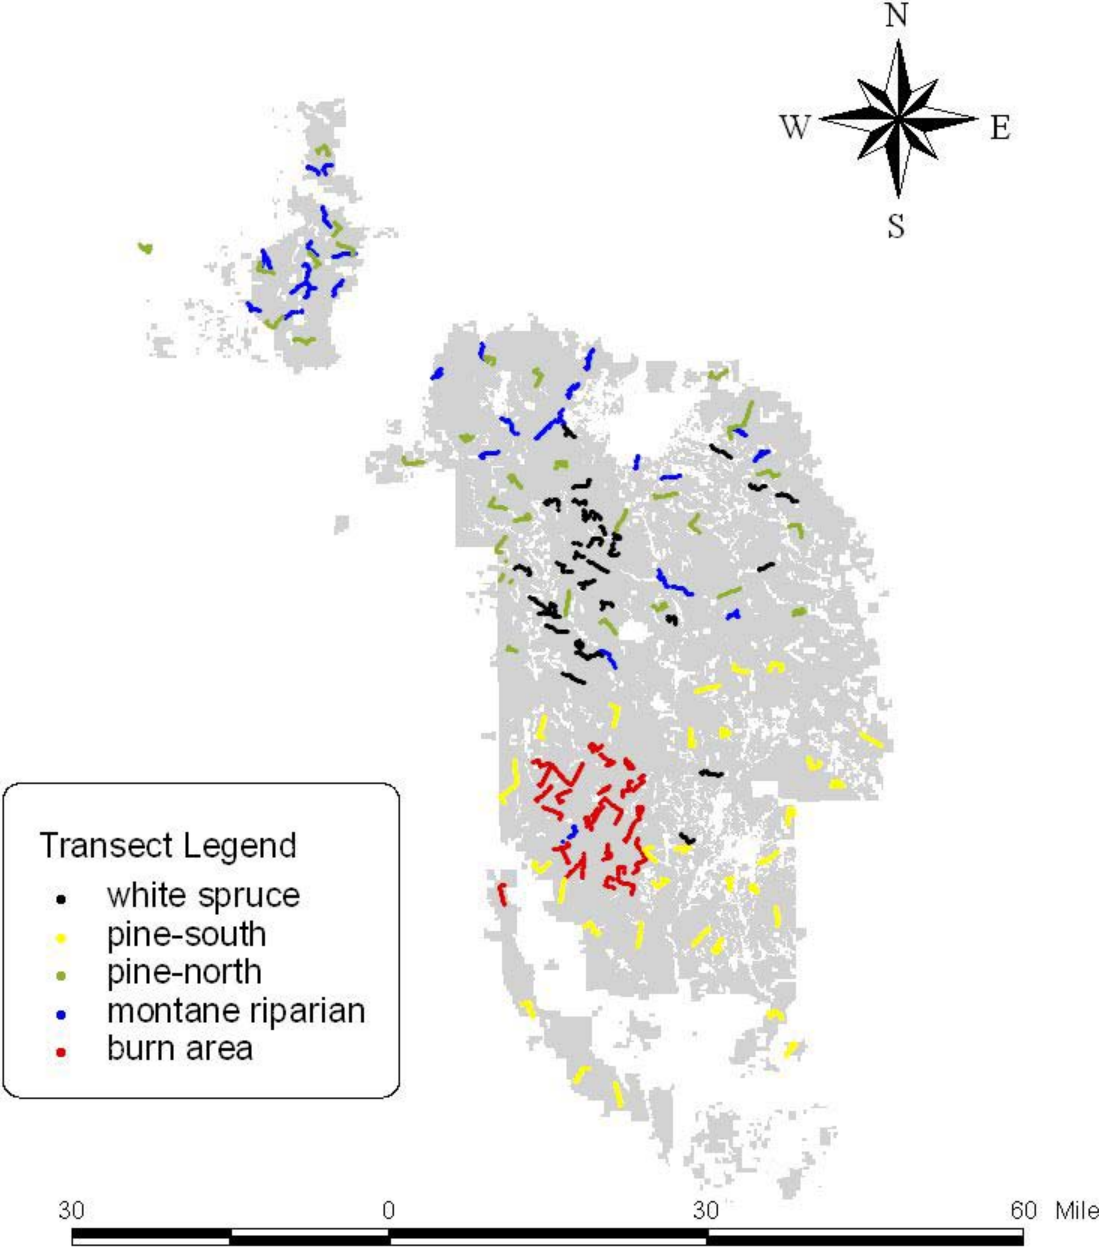 N
W E
S
Transect Legend
white spruce
pine-south
pine-north
montane riparian
burn area
30 0 30 60 Mile